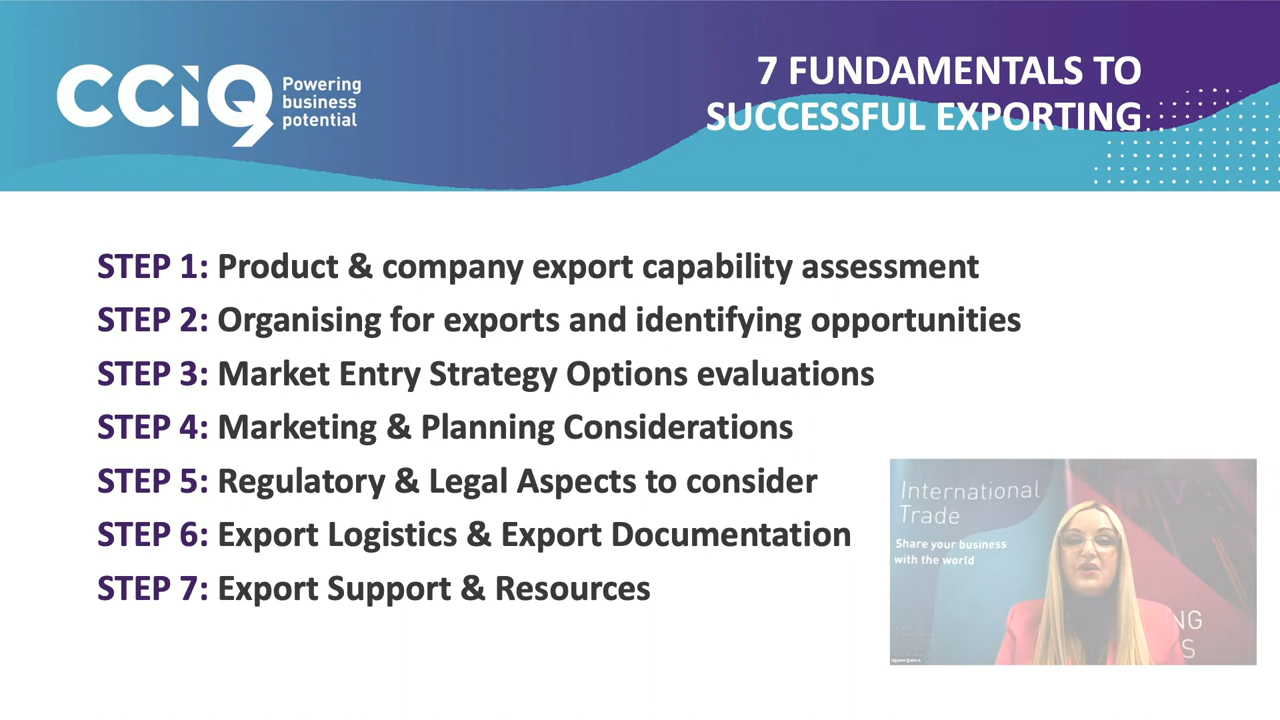 CCiQ
Powering
business
potential
7 FUNDAMENTALS TO
SUCCESSFUL EXPORTING
STEP 1: Product & company export capability assessment
STEP 2: Organising for exports and identifying opportunities
STEP 3: Market Entry Strategy Options evaluations
STEP 4: Marketing & Planning Considerations
STEP 5: Regulatory & Legal Aspects to consider
STEP 6: Export Logistics & Export Documentation
STEP 7: Export Support & Resources
International
Trade
Share your business
with the world
NG
S